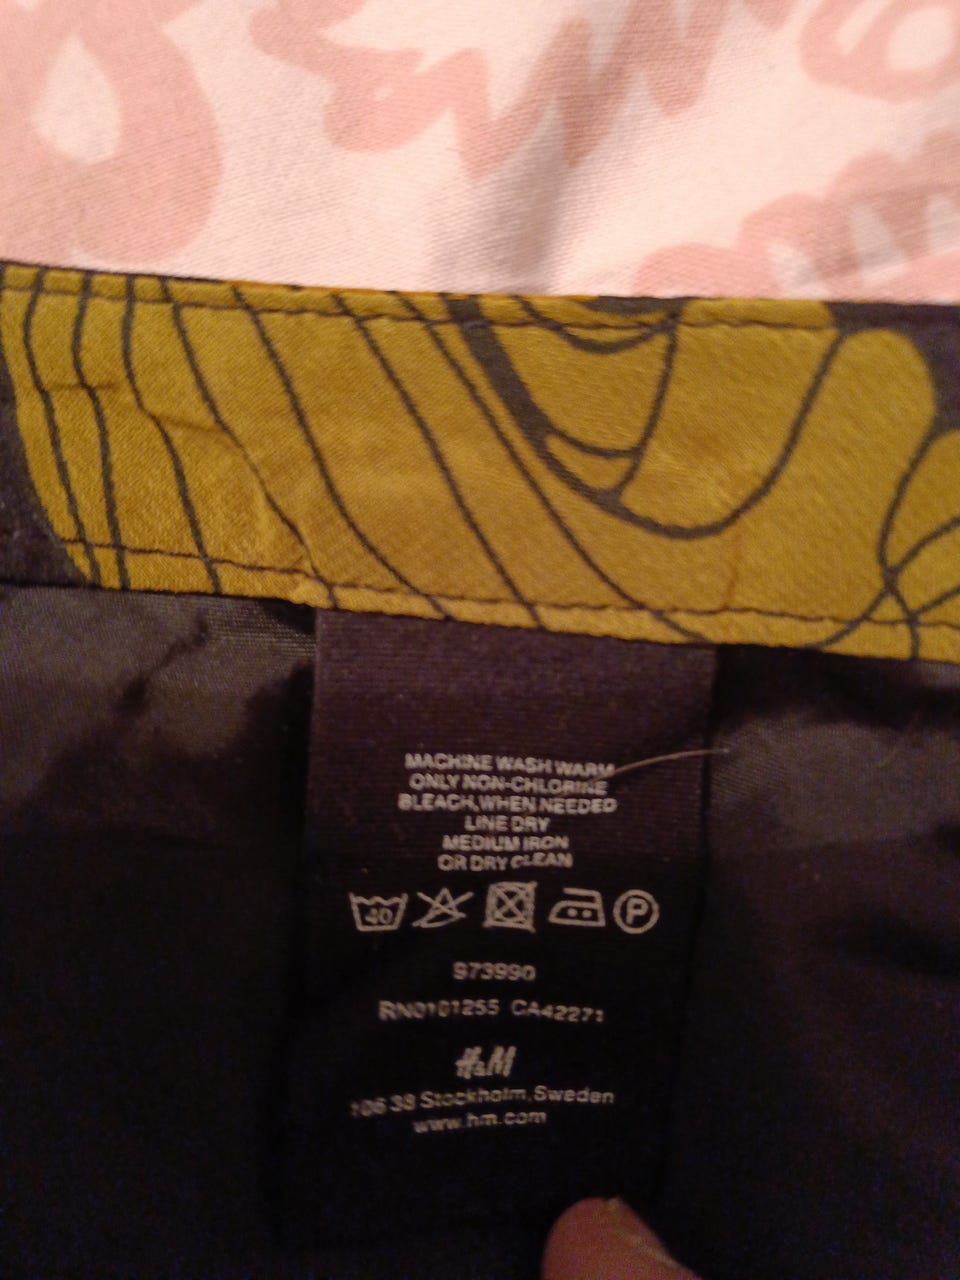 MACHINE WASH WARM
ONLY NON-CHLORINE
BLEACH, WHEN NEEDED
LINE DRY
MEDIUM IRON
OR DRY CLEAN
40 P
973990
RN0101255 CA42271
H&M
106 38 Stockholm, Sweden
www.hm.com